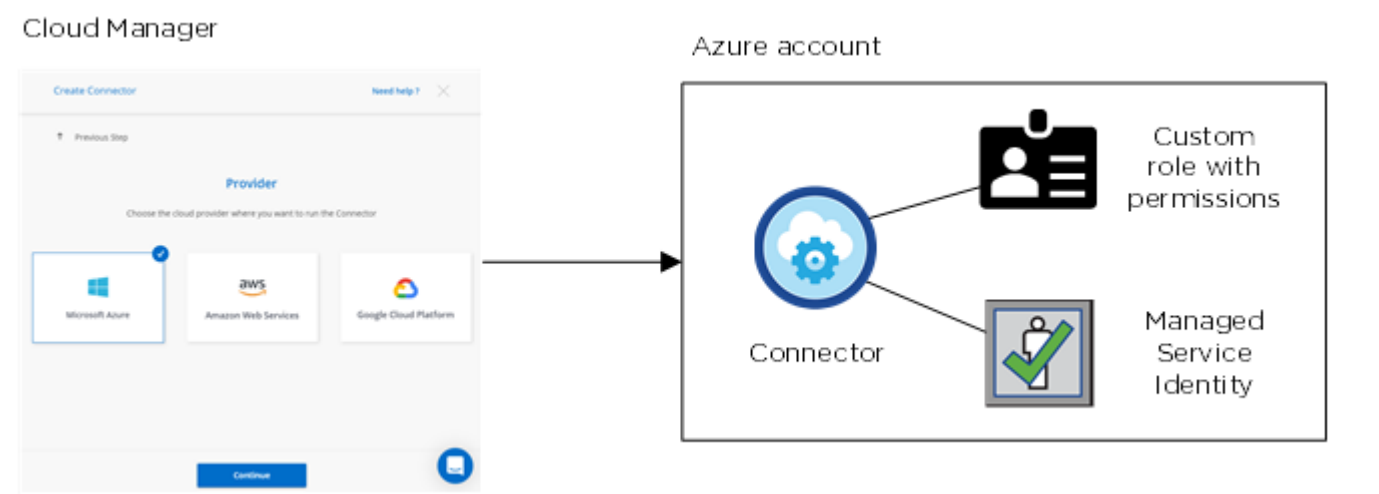 Cloud Manager
Create Connector
Need help ?
Previous Step
Provider
Choose the cloud provider where you want to run the Connector
Microsoft Azure
aws
Amazon Web Services
Google Cloud Platform
Continue
Azure account
Custom
role with
permissions
Connector
Managed
Service
Identity